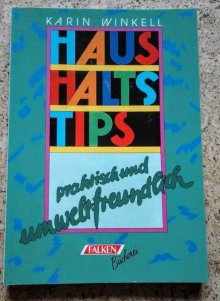 KARIN WINKELL
HAUS
HALTS
TIPS
praktisch und
umweltfreundlich
FALKEN
Bücherei